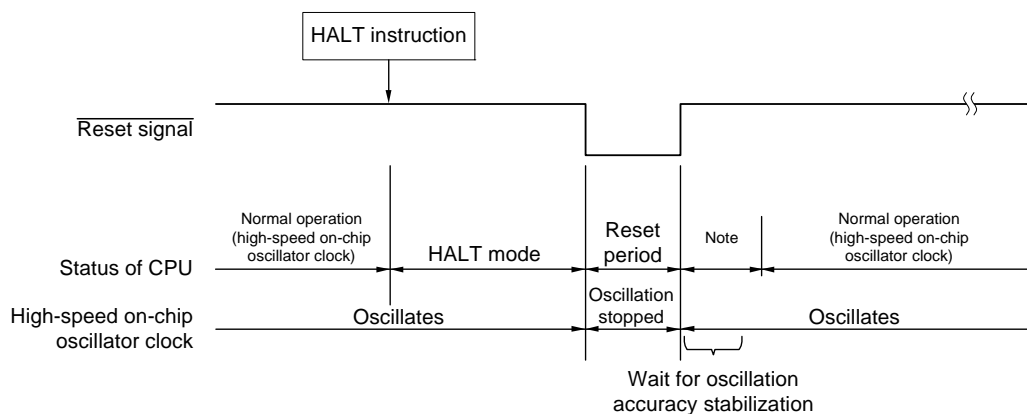 HALT instruction
Reset signal
Normal operation
(high-speed on-chip
oscillator clock)
HALT mode
Reset
period
Note
Normal operation
(high-speed on-chip
oscillator clock)
Status of CPU
High-speed on-chip
oscillator clock
Oscillates
Oscillation
stopped
Oscillates
Wait for oscillation
accuracy stabilization